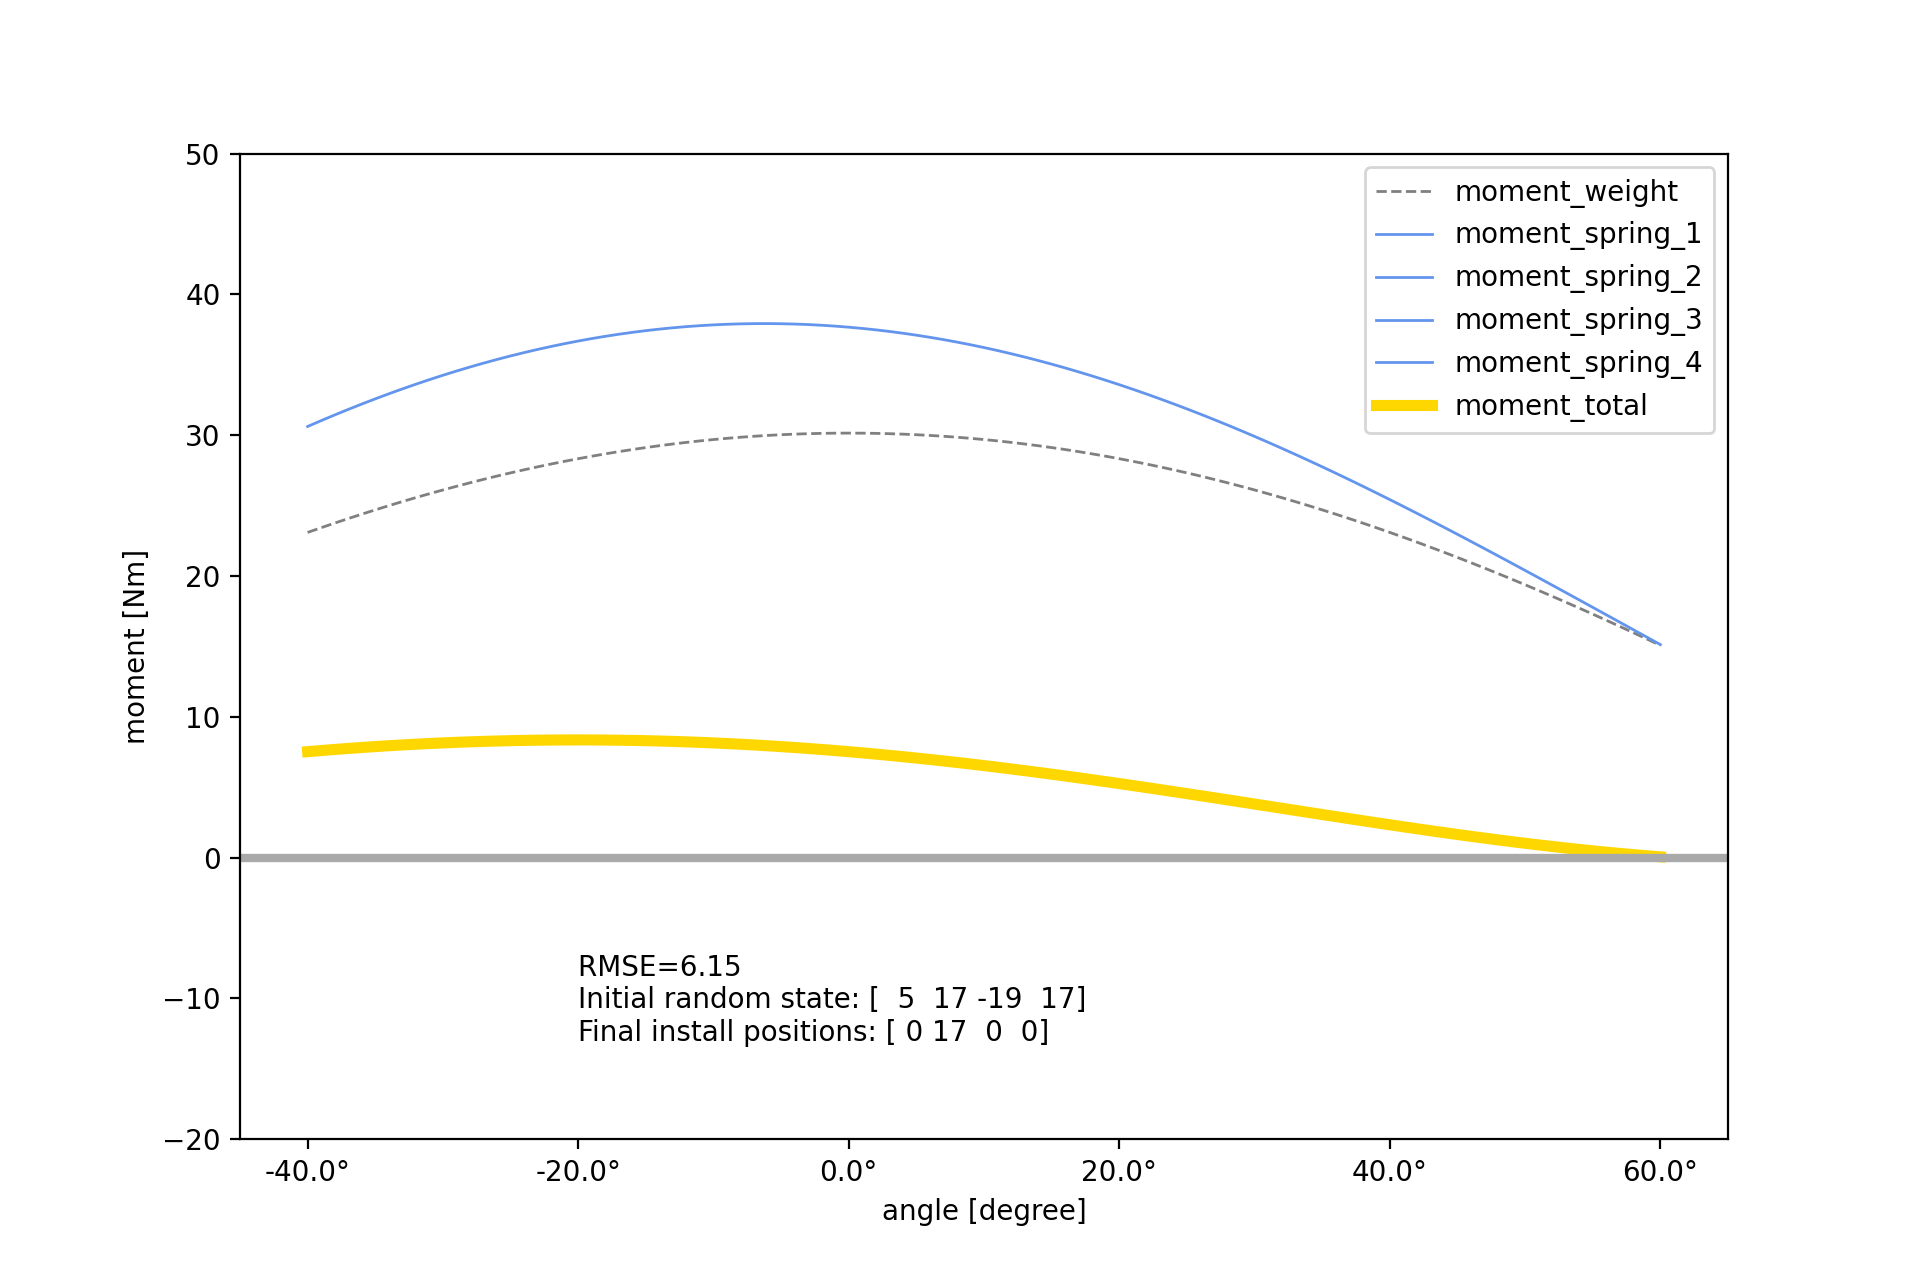 50
40
30
20
10
0
−10
−20
moment [Nm]
moment_weight
moment_spring_1
moment_spring_2
moment_spring_3
moment_spring_4
moment_total
RMSE=6.15
Initial random state: [  5  17 -19  17]
Final install positions: [ 0 17  0  0]
-40.0°
-20.0°
0.0°
20.0°
40.0°
60.0°
angle [degree]